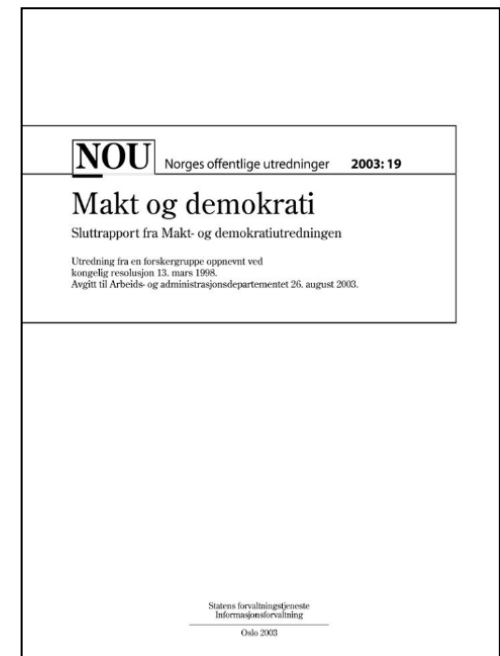 NOU Norges offentlige utredninger 2003: 19
Makt og demokrati
Sluttrapport fra Makt- og demokratiutredningen
Utredning fra en forskergruppe oppnevnt ved
kongelig resolusjon 13. mars 1998.
Avgitt til Arbeids- og administrasjonsdepartementet 26. august 2003.
Statens forvaltningstjeneste
Informasjonsforvaltning
Oslo 2003